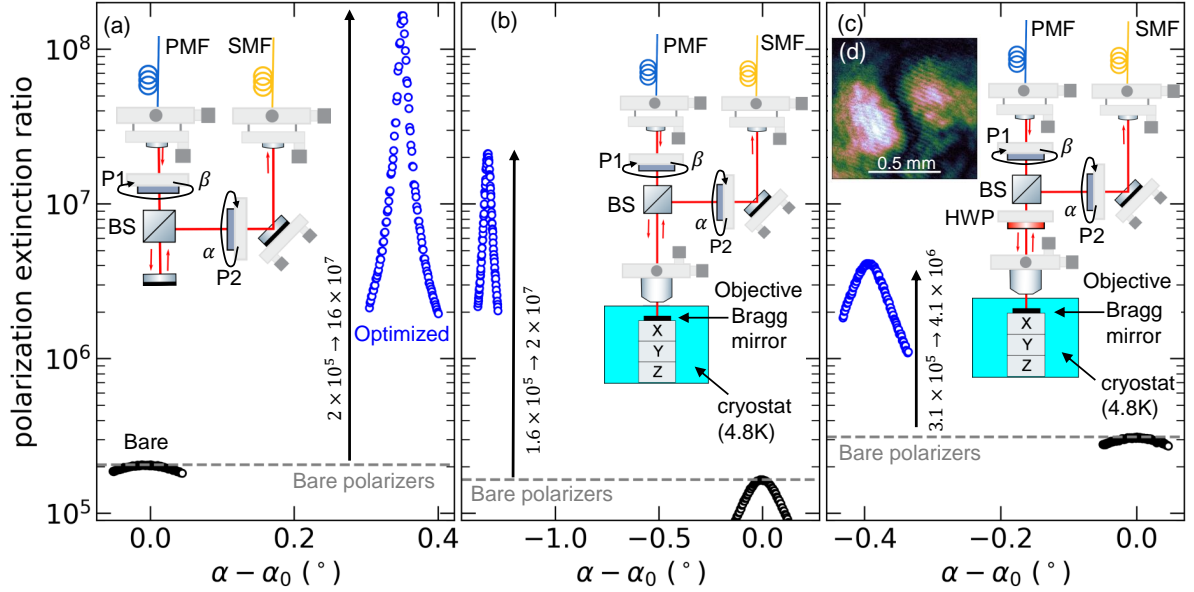 polarization extinction ratio
10⁸
10⁷
10⁶
10⁵
(a)
PMF
SMF
P1
β
BS
α
P2
Optimized
2 × 10⁵ → 16 × 10⁷
Bare
Bare polarizers
0.0
0.2
0.4
α − α₀ (°)
(b)
PMF
SMF
P1
β
BS
α
P2
Objective
Bragg
mirror
X
Y
Z
cryostat
(4.8K)
1.6 × 10⁵ → 2 × 10⁷
Bare polarizers
−1.0
−0.5
0.0
α − α₀ (°)
(c)
(d)
0.5 mm
PMF
SMF
P1
β
BS
HWP
α
P2
Objective
Bragg
mirror
X
Y
Z
cryostat
(4.8K)
3.1 × 10⁵ → 4.1 × 10⁶
Bare polarizers
−0.4
−0.2
0.0
α − α₀ (°)